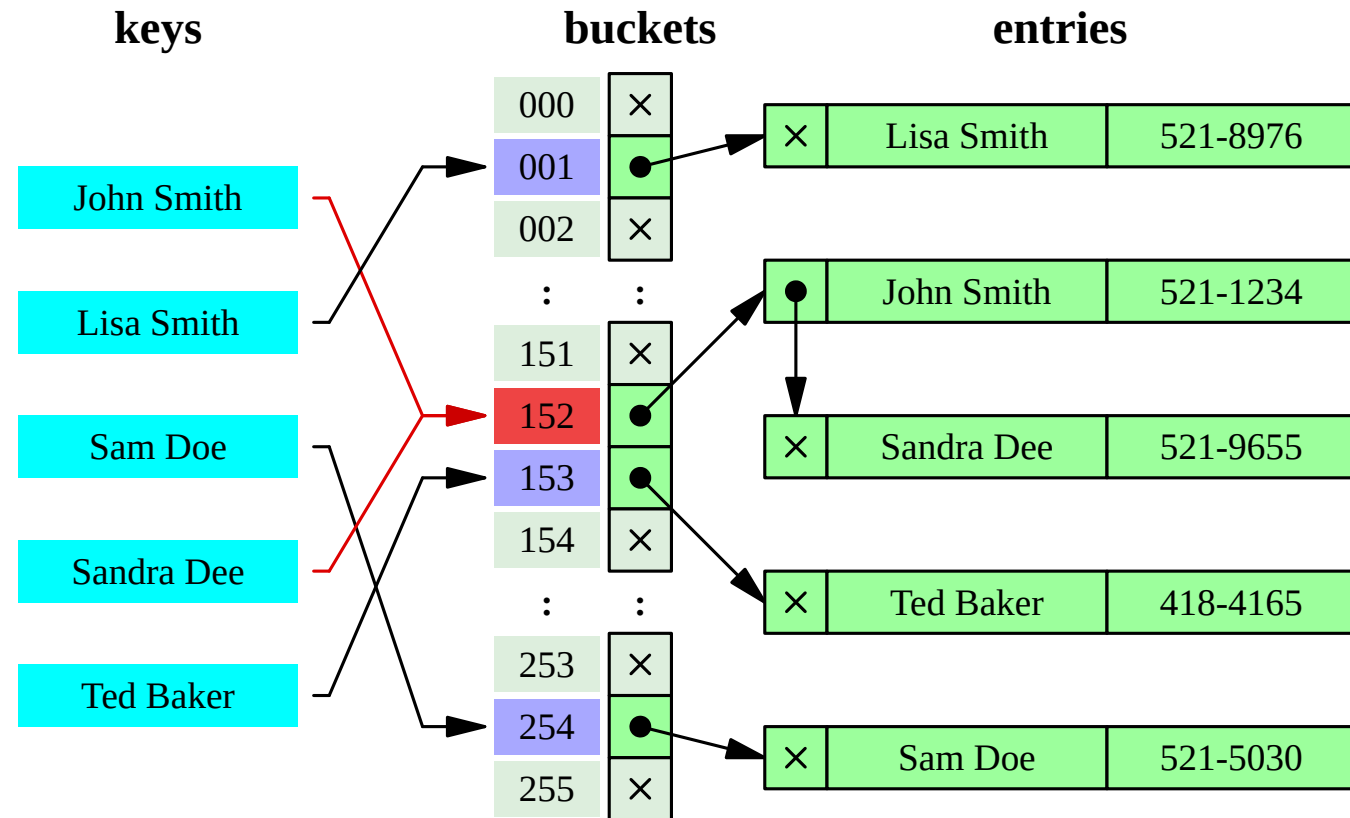 keys
buckets
entries
John Smith
Lisa Smith
Sam Doe
Sandra Dee
Ted Baker
000 ×
001
002 ×
: :
151 ×
152
153
154 ×
: :
253 ×
254
255 ×
× Lisa Smith 521-8976
John Smith 521-1234
× Sandra Dee 521-9655
× Ted Baker 418-4165
× Sam Doe 521-5030